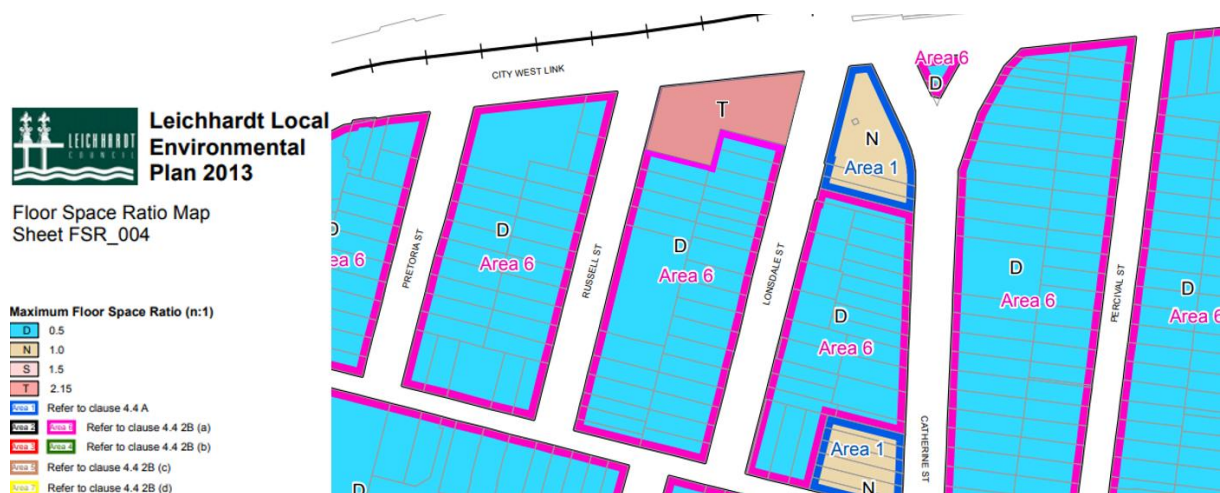 LEICHHARDT
COUNCIL
Leichhardt Local
Environmental
Plan 2013
Floor Space Ratio Map
Sheet FSR_004
Maximum Floor Space Ratio (n:1)
D 0.5
N 1.0
S 1.5
T 2.15
Area 1 Refer to clause 4.4 A
Area 2 Area 6 Refer to clause 4.4 2B (a)
Area 3 Area 4 Refer to clause 4.4 2B (b)
Area 5 Refer to clause 4.4 2B (c)
Area 7 Refer to clause 4.4 2B (d)
CITY WEST LINK
Area 6
D
T
N
Area 1
D
ea 6
PRETORIA ST
D
Area 6
RUSSELL ST
D
Area 6
LONSDALE ST
D
Area 6
D
Area 6
PERCIVAL ST
D
Area 6
CATHERINE ST
Area 1
N
D